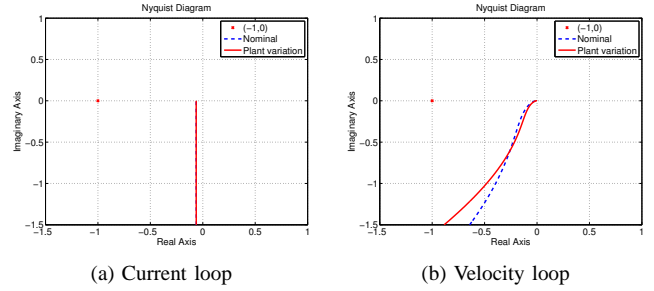 Nyquist Diagram
(−1,0)
Nominal
Plant variation
Imaginary Axis
1
0.5
0
−0.5
−1
−1.5
−1.5 −1 −0.5 0 0.5 1
Real Axis
(a) Current loop
Nyquist Diagram
(−1,0)
Nominal
Plant variation
Imaginary Axis
1
0.5
0
−0.5
−1
−1.5
−1.5 −1 −0.5 0 0.5 1
Real Axis
(b) Velocity loop